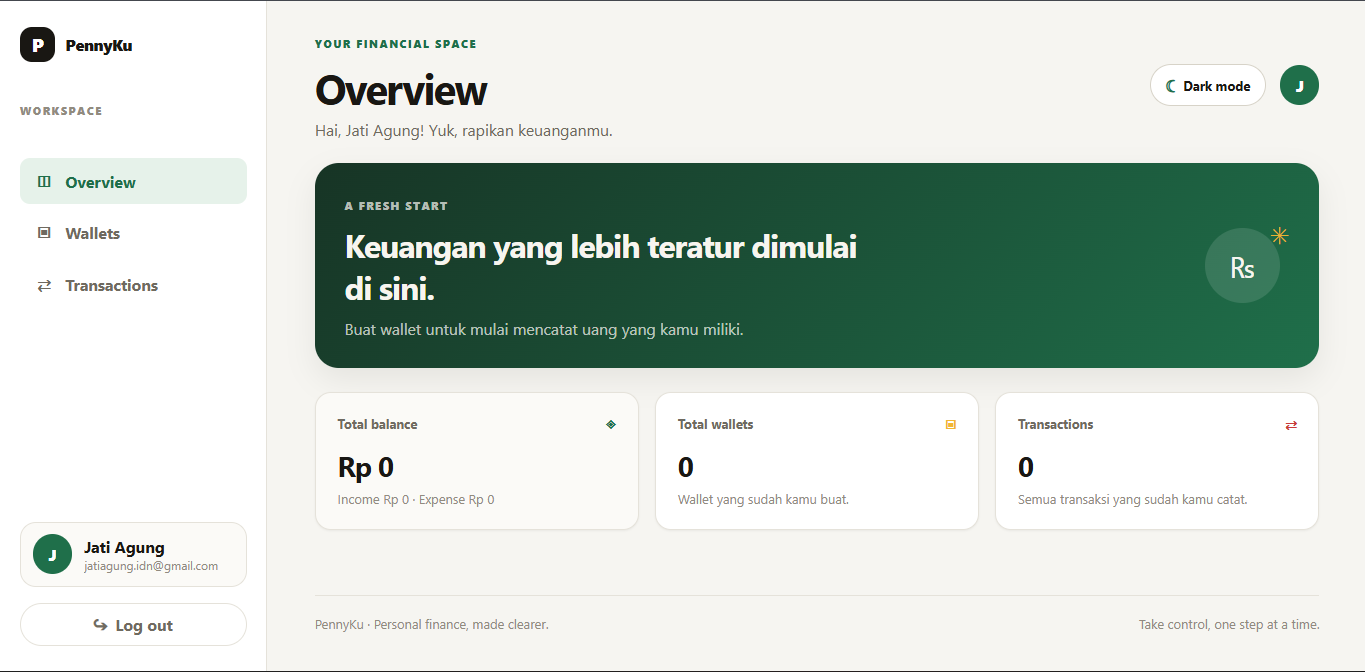 P PennyKu
WORKSPACE
Overview
Wallets
Transactions
J
Jati Agung
jatiagung.idn@gmail.com
Log out
YOUR FINANCIAL SPACE
Overview
Hai, Jati Agung! Yuk, rapikan keuanganmu.
Dark mode
J
A FRESH START
Keuangan yang lebih teratur dimulai
di sini.
Buat wallet untuk mulai mencatat uang yang kamu miliki.
₨
Total balance
Rp 0
Income Rp 0 · Expense Rp 0
Total wallets
0
Wallet yang sudah kamu buat.
Transactions
0
Semua transaksi yang sudah kamu catat.
PennyKu · Personal finance, made clearer.
Take control, one step at a time.